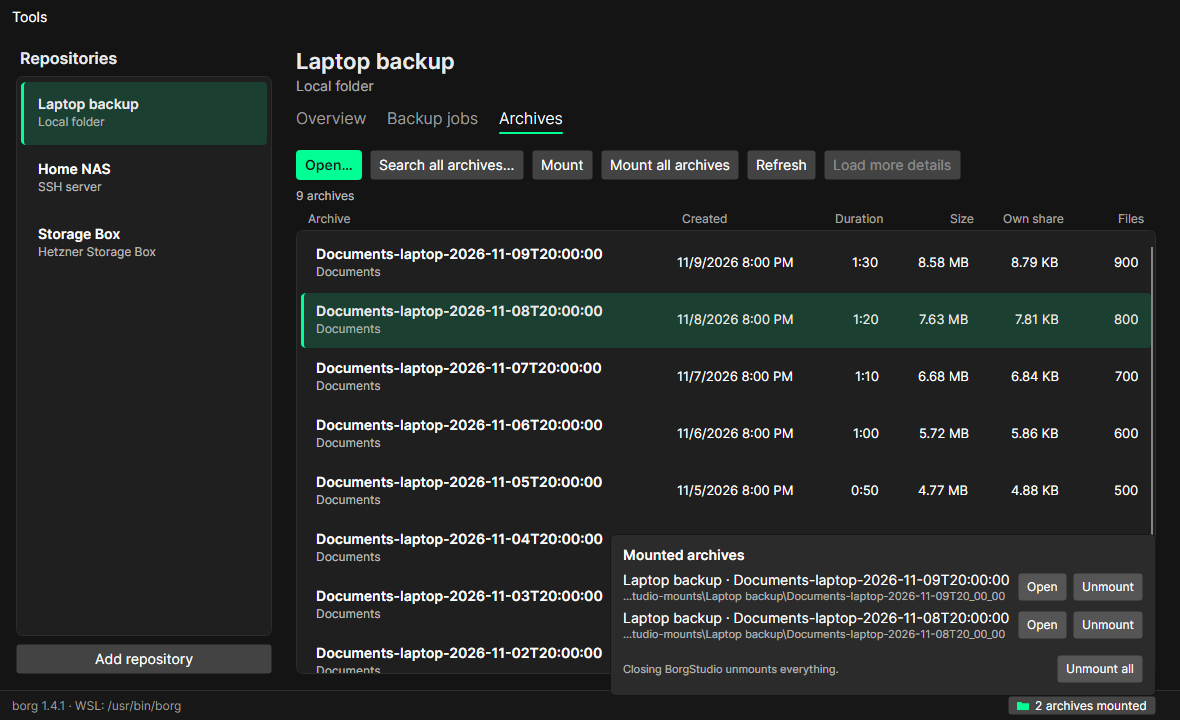 Tools
Repositories
Laptop backup
Local folder
Home NAS
SSH server
Storage Box
Hetzner Storage Box
Add repository
Laptop backup
Local folder
Overview Backup jobs Archives
Open... Search all archives... Mount Mount all archives Refresh Load more details
9 archives
Archive Created Duration Size Own share Files
Documents-laptop-2026-11-09T20:00:00
Documents
11/9/2026 8:00 PM 1:30 8.58 MB 8.79 KB 900
Documents-laptop-2026-11-08T20:00:00
Documents
11/8/2026 8:00 PM 1:20 7.63 MB 7.81 KB 800
Documents-laptop-2026-11-07T20:00:00
Documents
11/7/2026 8:00 PM 1:10 6.68 MB 6.84 KB 700
Documents-laptop-2026-11-06T20:00:00
Documents
11/6/2026 8:00 PM 1:00 5.72 MB 5.86 KB 600
Documents-laptop-2026-11-05T20:00:00
Documents
11/5/2026 8:00 PM 0:50 4.77 MB 4.88 KB 500
Documents-laptop-2026-11-04T20:00:00
Documents
Documents-laptop-2026-11-03T20:00:00
Documents
Documents-laptop-2026-11-02T20:00:00
Documents
Mounted archives
Laptop backup · Documents-laptop-2026-11-09T20:00:00
...tudio-mounts\Laptop backup\Documents-laptop-2026-11-09T20_00_00
Open Unmount
Laptop backup · Documents-laptop-2026-11-08T20:00:00
...tudio-mounts\Laptop backup\Documents-laptop-2026-11-08T20_00_00
Open Unmount
Closing BorgStudio unmounts everything.
Unmount all
borg 1.4.1 · WSL: /usr/bin/borg
2 archives mounted